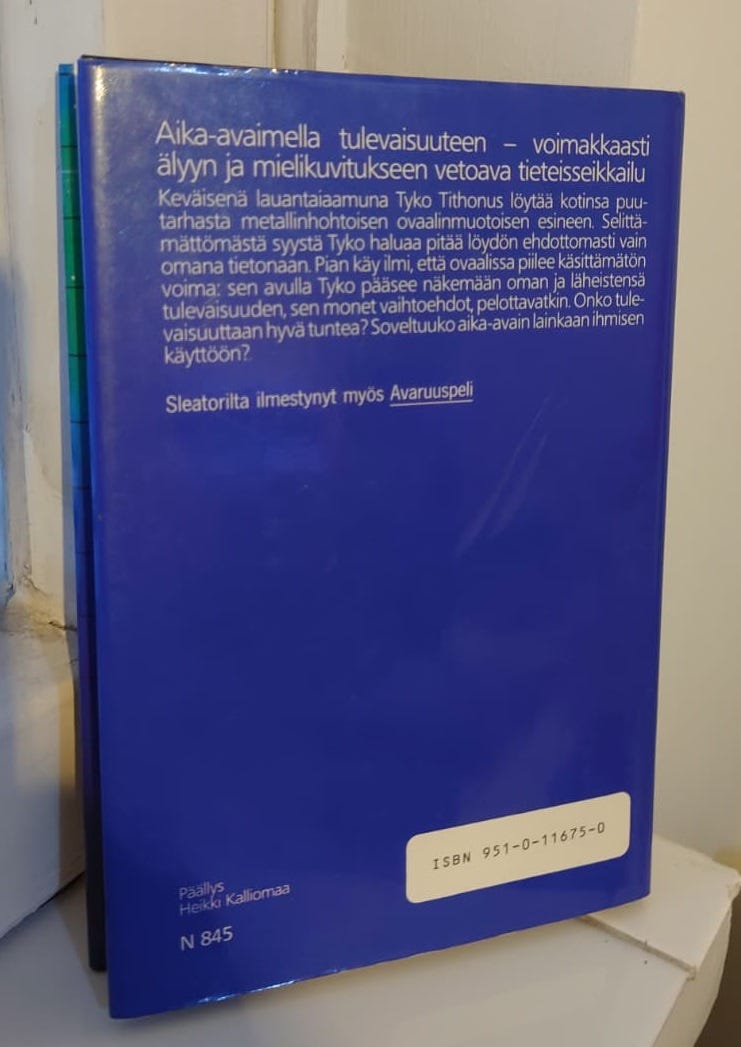 Aika-avaimella tulevaisuuteen – voimakkaasti
älyyn ja mielikuvitukseen vetoava tieteisseikkailu
Keväisenä lauantaiaamuna Tyko Tithonus löytää kotinsa puu-
tarhasta metallinhohtoisen ovaalinmuotoisen esineen. Selittä-
mättömästä syystä Tyko haluaa pitää löydön ehdottomasti vain
omana tietonaan. Pian käy ilmi, että ovaalissa piilee käsittämätön
voima: sen avulla Tyko pääsee näkemään oman ja läheistensä
tulevaisuuden, sen monet vaihtoehdot, pelottavatkin. Onko tule-
vaisuuttaan hyvä tuntea? Soveltuuko aika-avain lainkaan ihmisen
käyttöön?
Sleatorilta ilmestynyt myös Avaruuspeli
ISBN 951-0-11675-0
Päällys
Heikki Kalliomaa
N 845